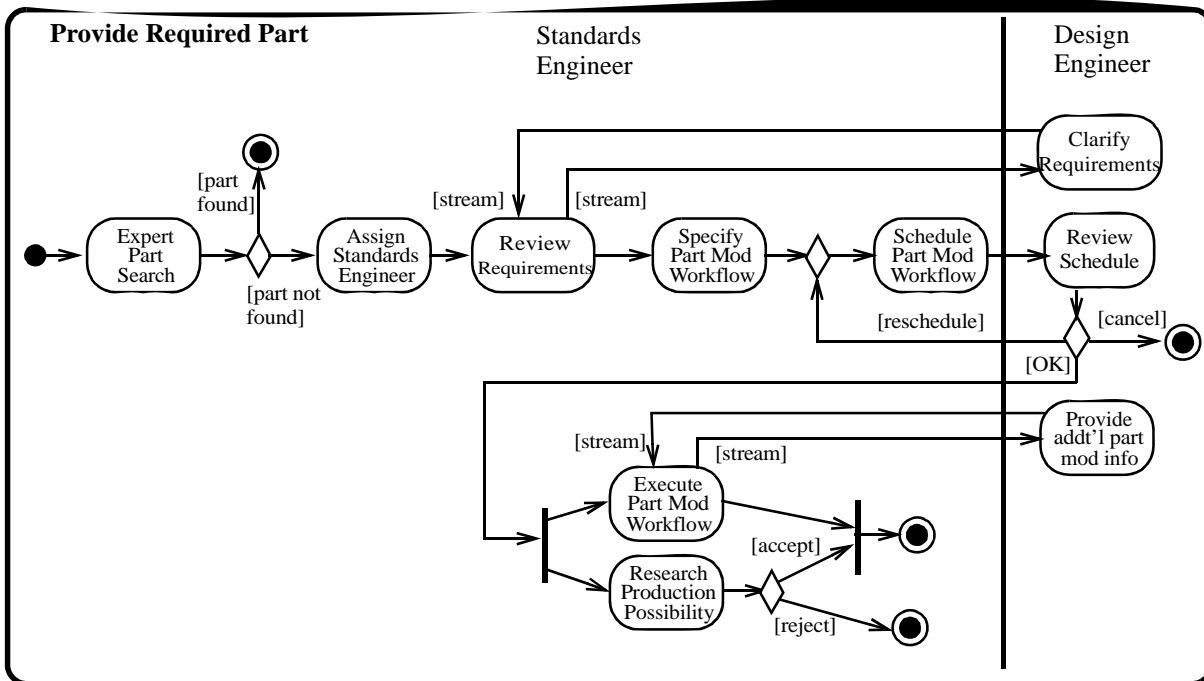 Provide Required Part
Standards
Engineer
Design
Engineer
Clarify
Requirements
[part
found]
[stream]
[stream]
Expert
Part
Search
Assign
Standards
Engineer
Review
Requirements
Specify
Part Mod
Workflow
Schedule
Part Mod
Workflow
Review
Schedule
[part not
found]
[reschedule]
[cancel]
[OK]
Provide
addt'l part
mod info
[stream]
[stream]
Execute
Part Mod
Workflow
[accept]
Research
Production
Possibility
[reject]